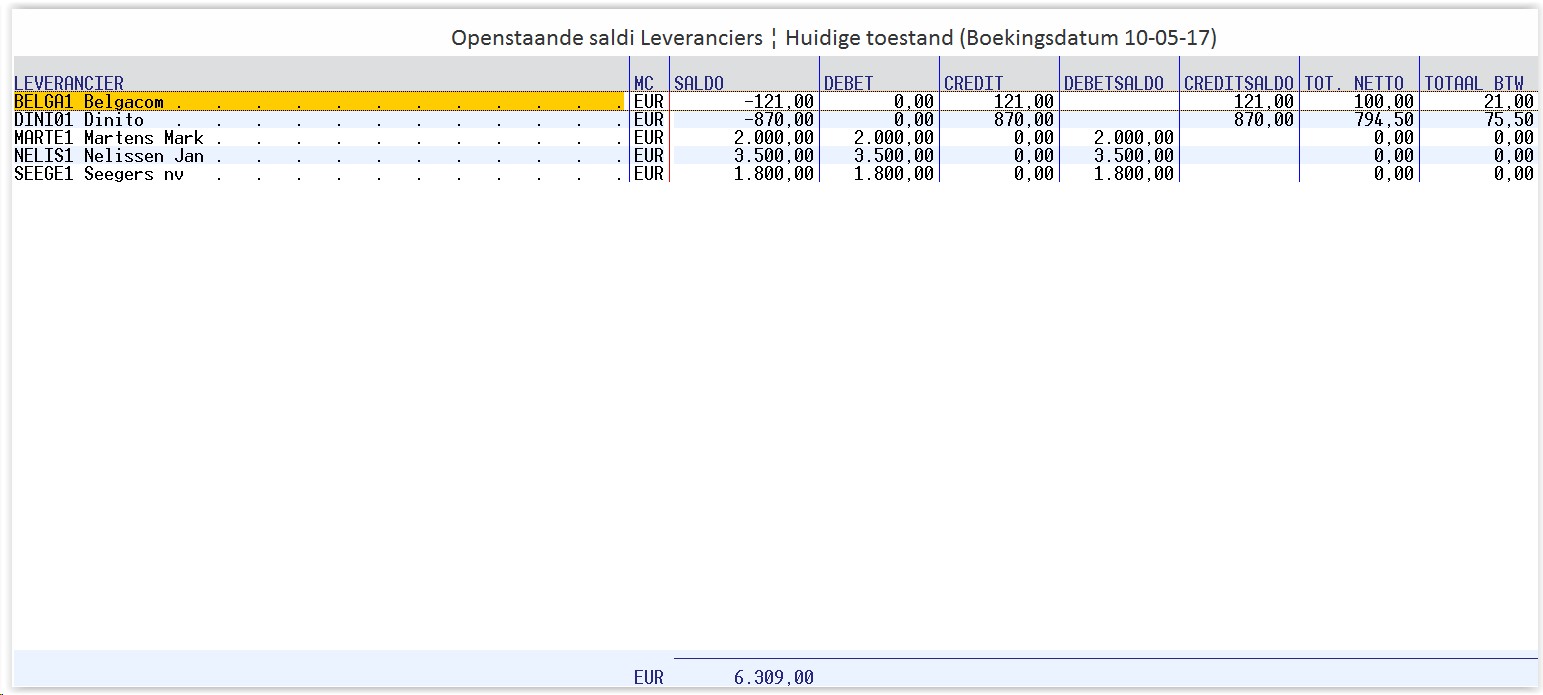 Openstaande saldi Leveranciers ¦ Huidige toestand (Boekingsdatum 10-05-17)
LEVERANCIER MC SALDO DEBET CREDIT DEBETSALDO CREDITSALDO TOT. NETTO TOTAAL BTW
BELGA1 Belgacom . . . . . . . . . . . . EUR -121,00 0,00 121,00 121,00 100,00 21,00
DINI01 Dinito . . . . . . . . . . . . EUR -870,00 0,00 870,00 870,00 794,50 75,50
MARTE1 Martens Mark . . . . . . . . . . . EUR 2.000,00 2.000,00 0,00 2.000,00 0,00 0,00
NELIS1 Nelissen Jan . . . . . . . . . . . EUR 3.500,00 3.500,00 0,00 3.500,00 0,00 0,00
SEEGE1 Seegers nv . . . . . . . . . . . EUR 1.800,00 1.800,00 0,00 1.800,00 0,00 0,00
EUR 6.309,00